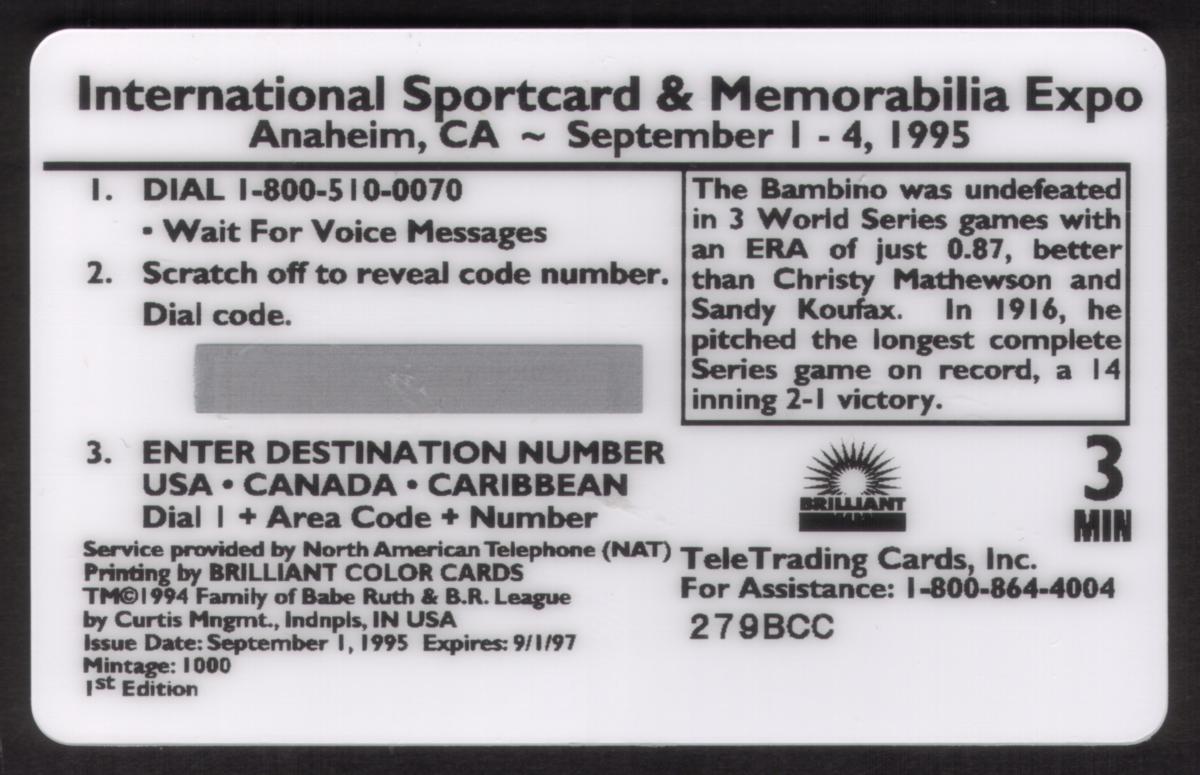 International Sportcard & Memorabilia Expo
Anaheim, CA ~ September 1 - 4, 1995
1. DIAL 1-800-510-0070
• Wait For Voice Messages
2. Scratch off to reveal code number.
Dial code.
3. ENTER DESTINATION NUMBER
USA • CANADA • CARIBBEAN
Dial 1 + Area Code + Number
The Bambino was undefeated
in 3 World Series games with
an ERA of just 0.87, better
than Christy Mathewson and
Sandy Koufax. In 1916, he
pitched the longest complete
Series game on record, a 14
inning 2-1 victory.
BRILLIANT
3
MIN
Service provided by North American Telephone (NAT)
Printing by BRILLIANT COLOR CARDS
TM©1994 Family of Babe Ruth & B.R. League
by Curtis Mngmt., Indnpls, IN USA
Issue Date: September 1, 1995 Expires: 9/1/97
Mintage: 1000
1st Edition
TeleTrading Cards, Inc.
For Assistance: 1-800-864-4004
279BCC